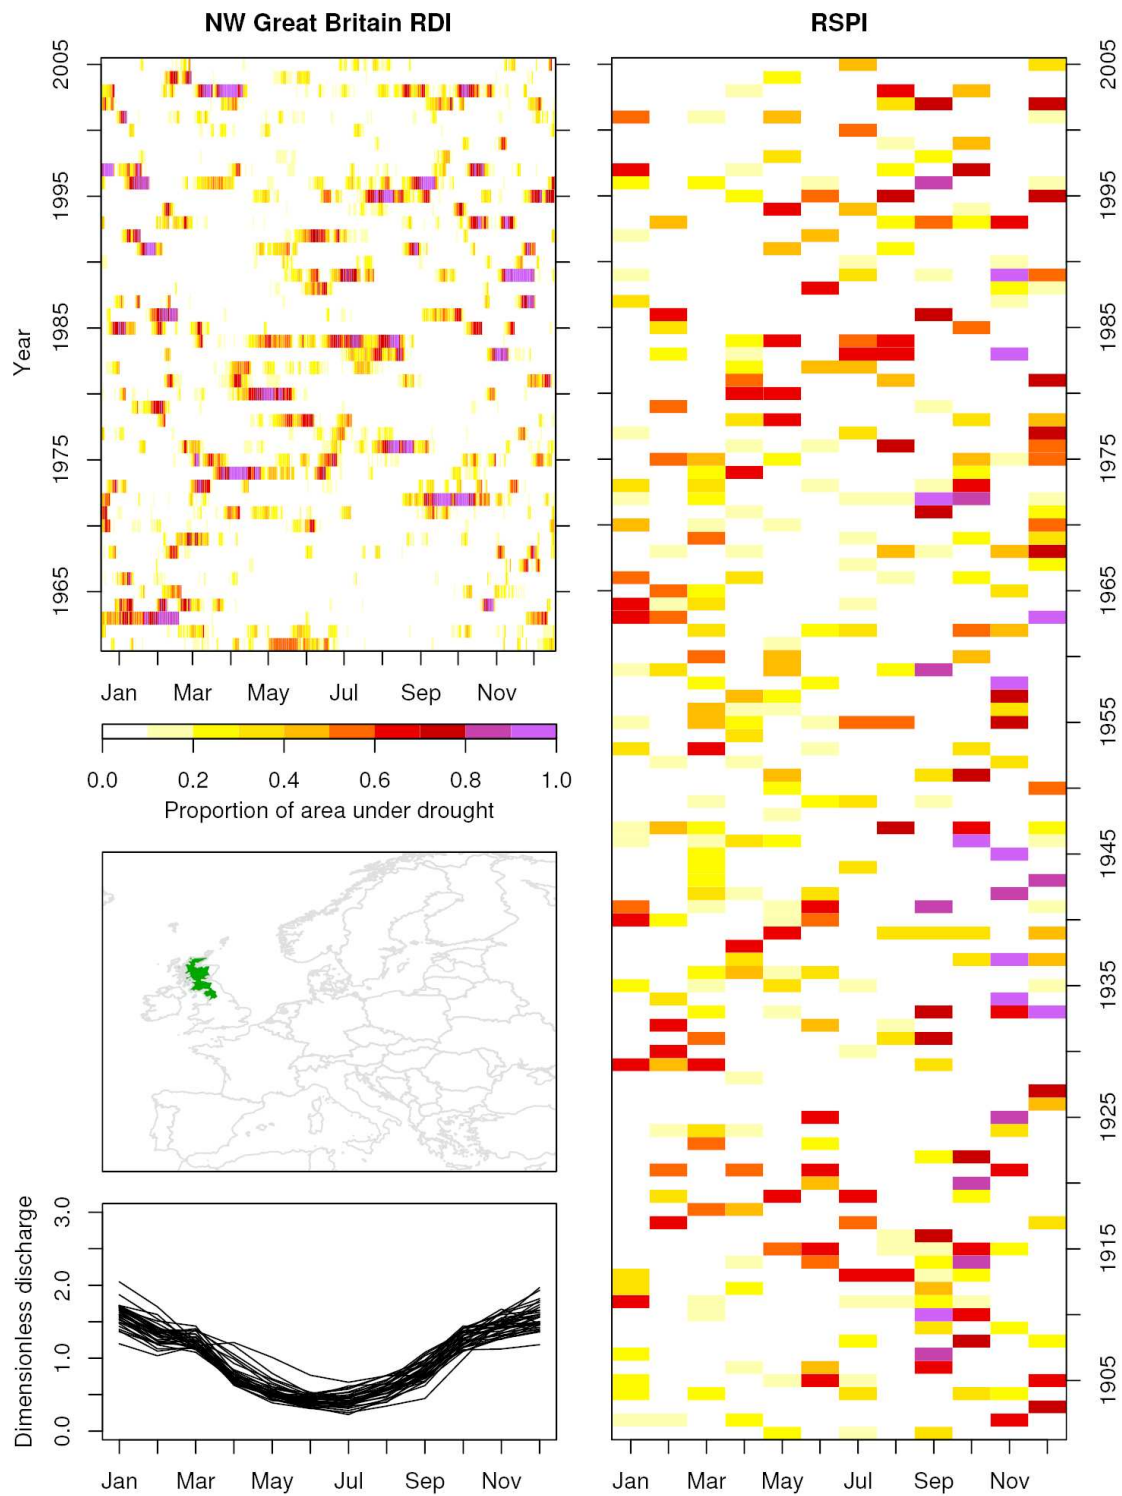 NW Great Britain RDI
Year
2005
1995
1985
1975
1965
Jan Mar May Jul Sep Nov
0.0 0.2 0.4 0.6 0.8 1.0
Proportion of area under drought
Dimensionless discharge
3.0
2.0
1.0
0.0
Jan Mar May Jul Sep Nov
RSPI
2005
1995
1985
1975
1965
1955
1945
1935
1925
1915
1905
Jan Mar May Jul Sep Nov